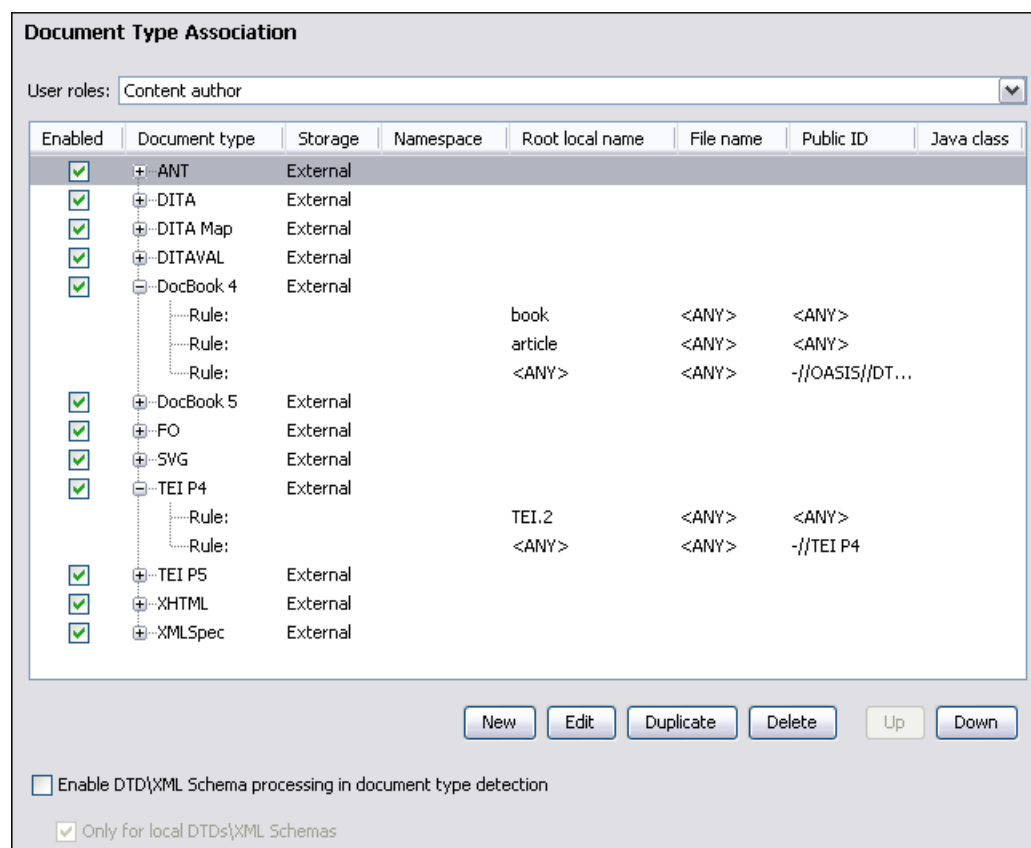 Document Type Association
User roles: Content author
Enabled Document type Storage Namespace Root local name File name Public ID Java class
ANT External
DITA External
DITA Map External
DITAVAL External
DocBook 4 External
Rule: book <ANY> <ANY>
Rule: article <ANY> <ANY>
Rule: <ANY> <ANY> -//OASIS//DT...
DocBook 5 External
FO External
SVG External
TEI P4 External
Rule: TEI.2 <ANY> <ANY>
Rule: <ANY> <ANY> -//TEI P4
TEI P5 External
XHTML External
XMLSpec External
New Edit Duplicate Delete Up Down
Enable DTD\XML Schema processing in document type detection
Only for local DTDs\XML Schemas